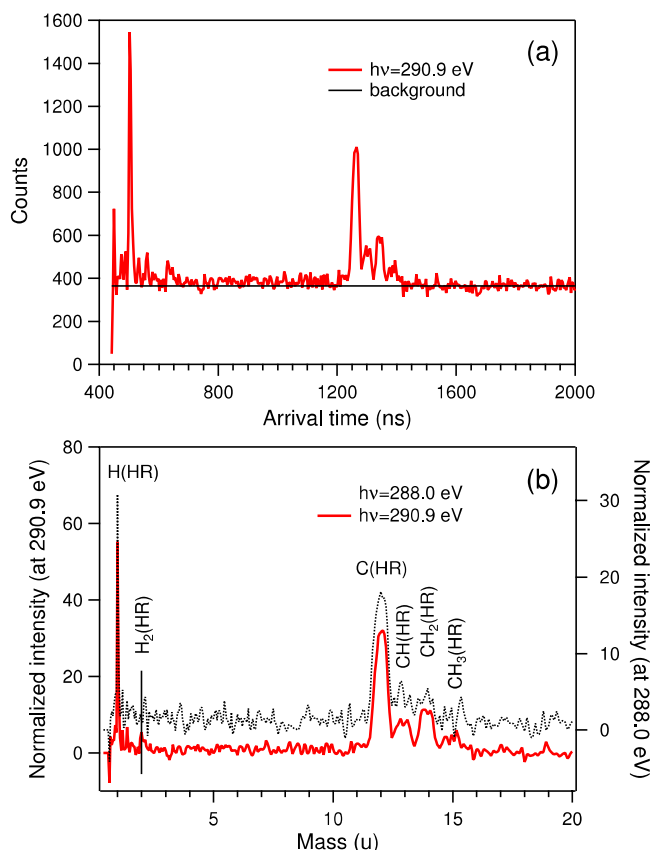 (a)
1600
1400
1200
1000
800
600
400
200
0
Counts
hν=290.9 eV
background
400
800
1200
1600
2000
Arrival time (ns)
(b)
80
60
40
20
0
Normalized intensity (at 290.9 eV)
30
20
10
0
Normalized intensity (at 288.0 eV)
hν=288.0 eV
hν=290.9 eV
H(HR)
H₂(HR)
C(HR)
CH(HR)
CH₂(HR)
CH₃(HR)
5
10
15
20
Mass (u)